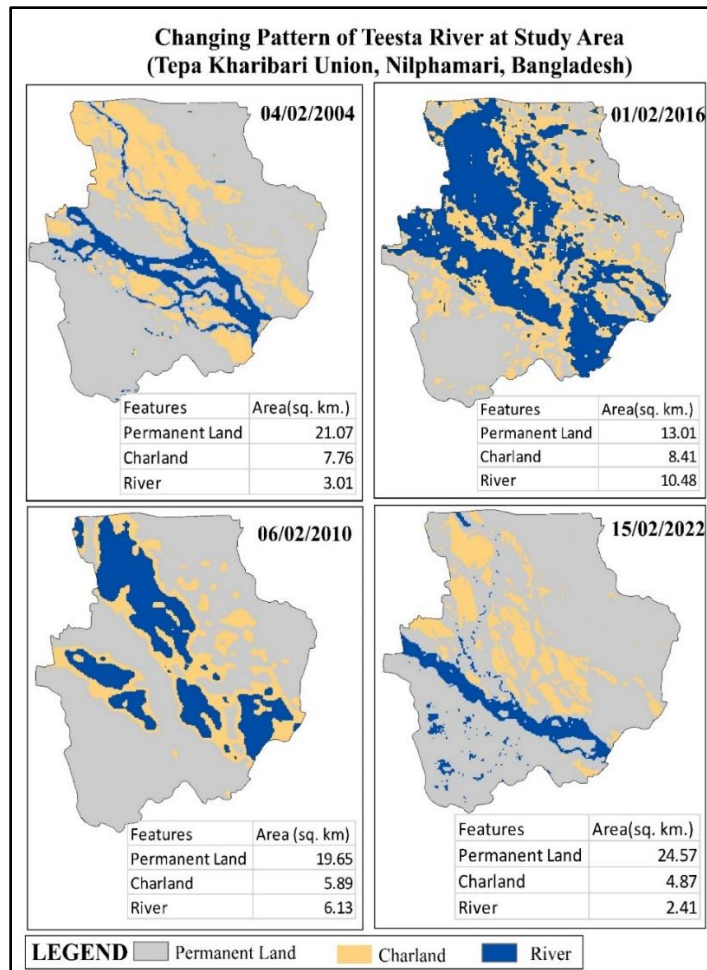 Changing Pattern of Teesta River at Study Area
(Tepa Kharibari Union, Nilphamari, Bangladesh)
04/02/2004
Features Area(sq. km.)
Permanent Land 21.07
Charland 7.76
River 3.01
01/02/2016
Features Area(sq. km.)
Permanent Land 13.01
Charland 8.41
River 10.48
06/02/2010
Features Area (sq. km)
Permanent Land 19.65
Charland 5.89
River 6.13
15/02/2022
Features Area(sq. km.)
Permanent Land 24.57
Charland 4.87
River 2.41
LEGEND Permanent Land Charland River